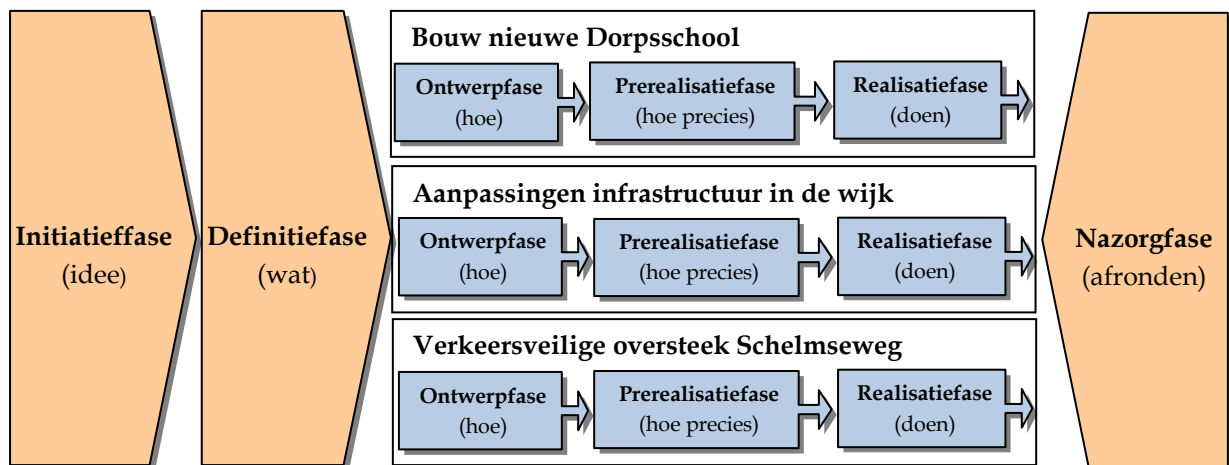 Initiatieffase
(idee)
Definitiefase
(wat)
Bouw nieuwe Dorpsschool
Ontwerpfase
(hoe)
Prerealisatiefase
(hoe precies)
Realisatiefase
(doen)
Aanpassingen infrastructuur in de wijk
Ontwerpfase
(hoe)
Prerealisatiefase
(hoe precies)
Realisatiefase
(doen)
Verkeersveilige oversteek Schelmseweg
Ontwerpfase
(hoe)
Prerealisatiefase
(hoe precies)
Realisatiefase
(doen)
Nazorgfase
(afronden)